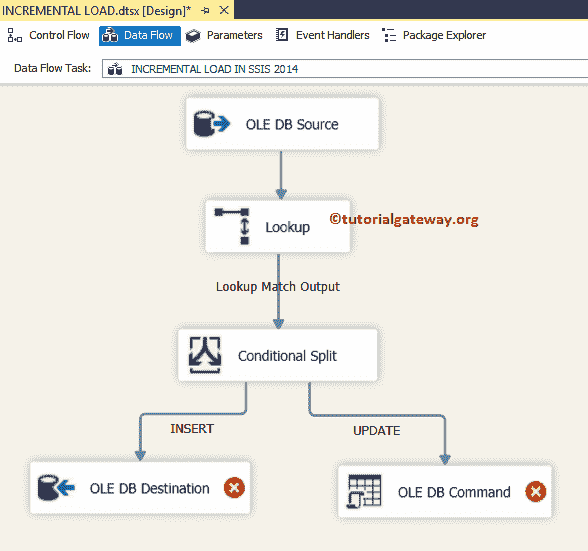 INCREMENTAL LOAD.dtsx [Design]*
Control Flow Data Flow Parameters Event Handlers Package Explorer
Data Flow Task: INCREMENTAL LOAD IN SSIS 2014
OLE DB Source
©tutorialgateway.org
Lookup
Lookup Match Output
Conditional Split
INSERT UPDATE
OLE DB Destination OLE DB Command